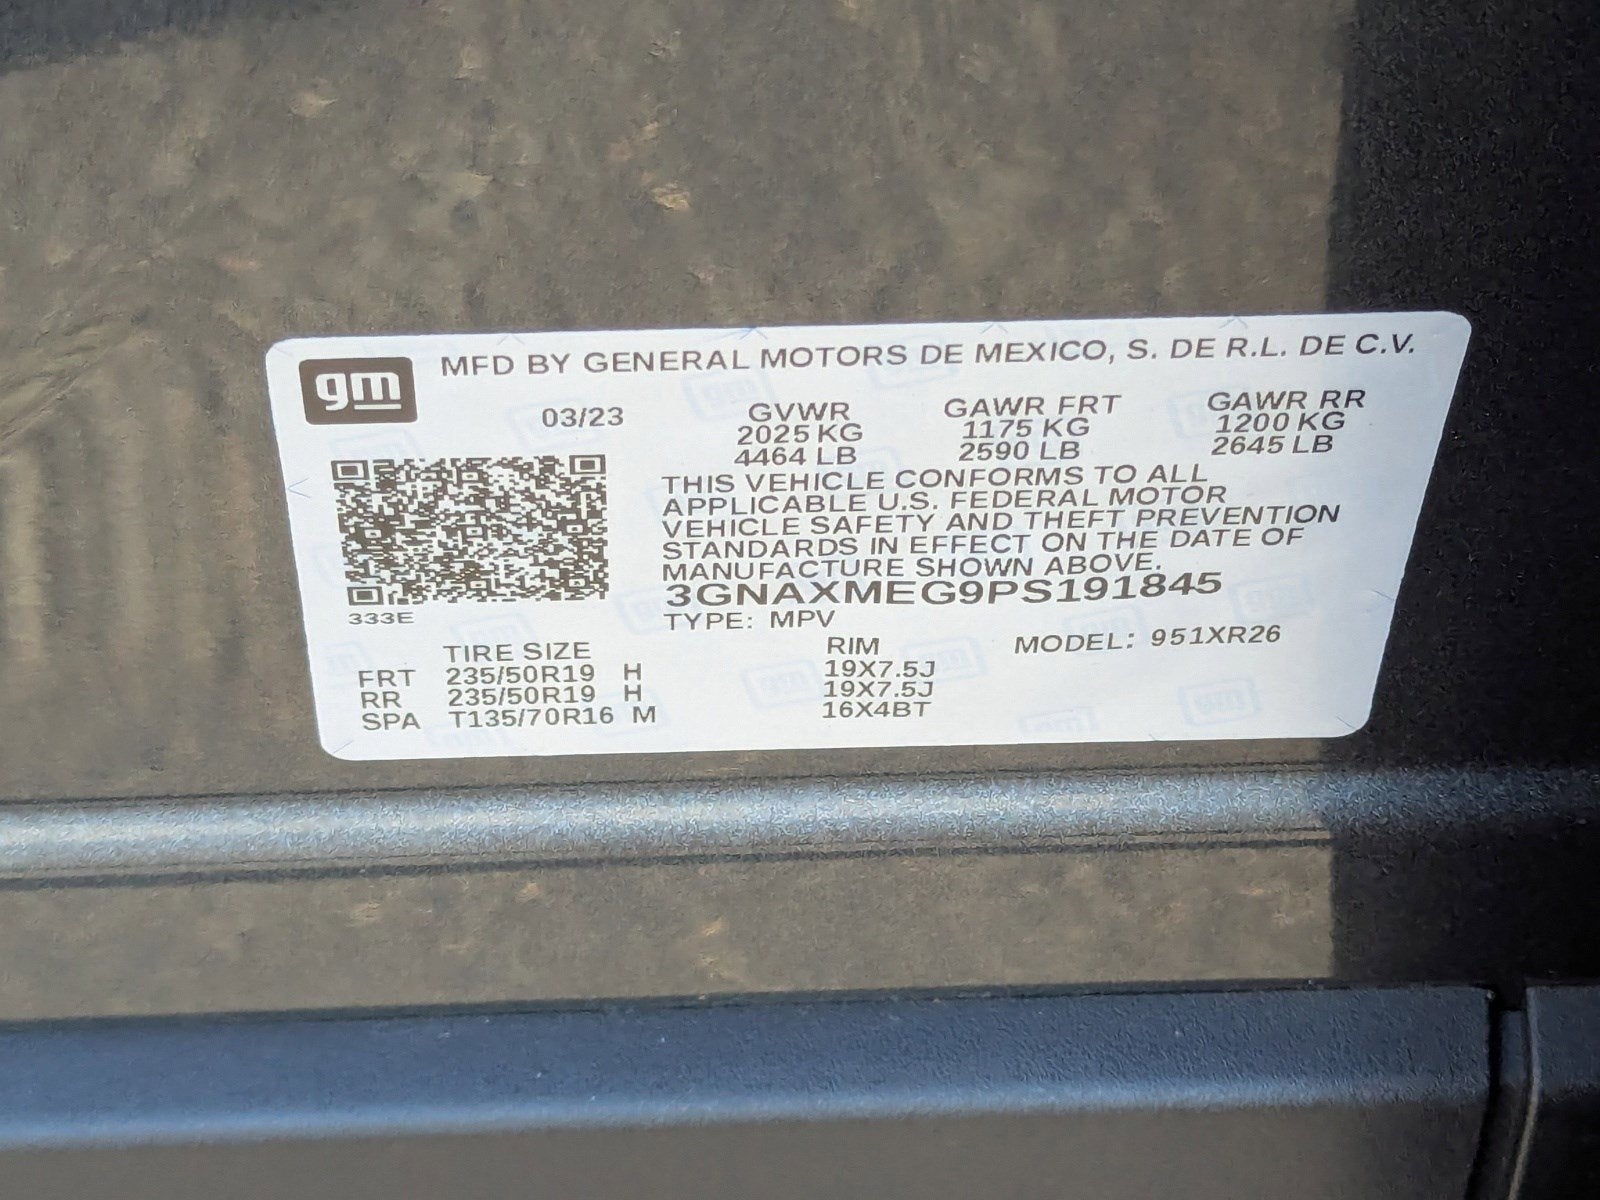 gm
MFD BY GENERAL MOTORS DE MEXICO, S. DE R.L. DE C.V.
03/23 GVWR GAWR FRT GAWR RR
2025 KG 1175 KG 1200 KG
4464 LB 2590 LB 2645 LB
THIS VEHICLE CONFORMS TO ALL
APPLICABLE U.S. FEDERAL MOTOR
VEHICLE SAFETY AND THEFT PREVENTION
STANDARDS IN EFFECT ON THE DATE OF
MANUFACTURE SHOWN ABOVE.
3GNAXMEG9PS191845
333E
TYPE: MPV MODEL: 951XR26
TIRE SIZE RIM
FRT 235/50R19 H 19X7.5J
RR 235/50R19 H 19X7.5J
SPA T135/70R16 M 16X4BT